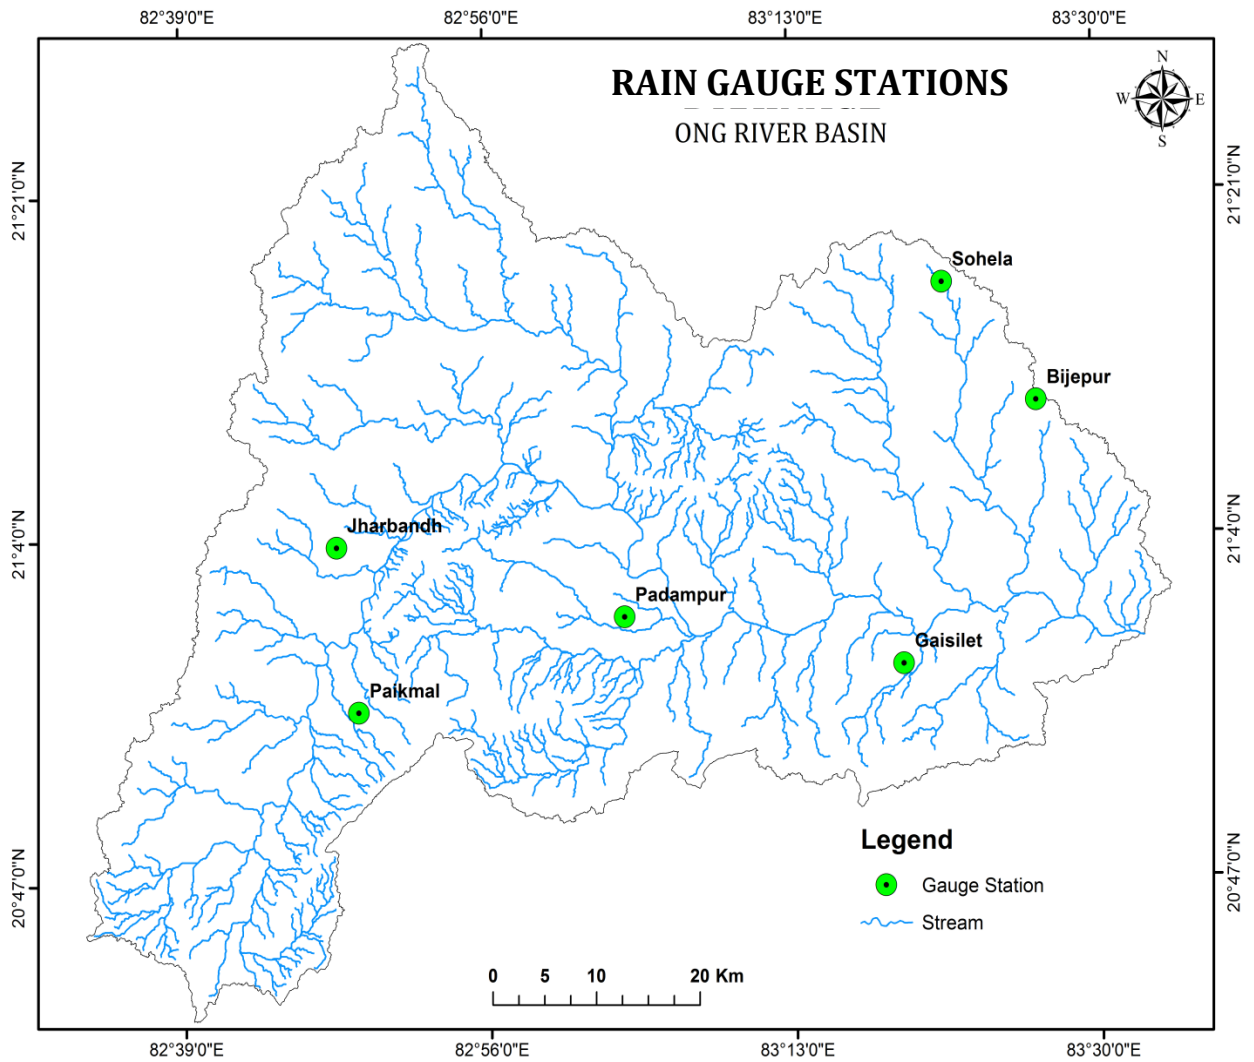 82°39'0"E 82°56'0"E 83°13'0"E 83°30'0"E
RAIN GAUGE STATIONS
ONG RIVER BASIN
N
W E
S
21°21'0"N 21°21'0"N
Sohela
Bijepur
Jharbandh
21°4'0"N 21°4'0"N
Padampur
Gaisilet
Paikmal
Legend
Gauge Station
Stream
20°47'0"N 20°47'0"N
0 5 10 20 Km
82°39'0"E 82°56'0"E 83°13'0"E 83°30'0"E